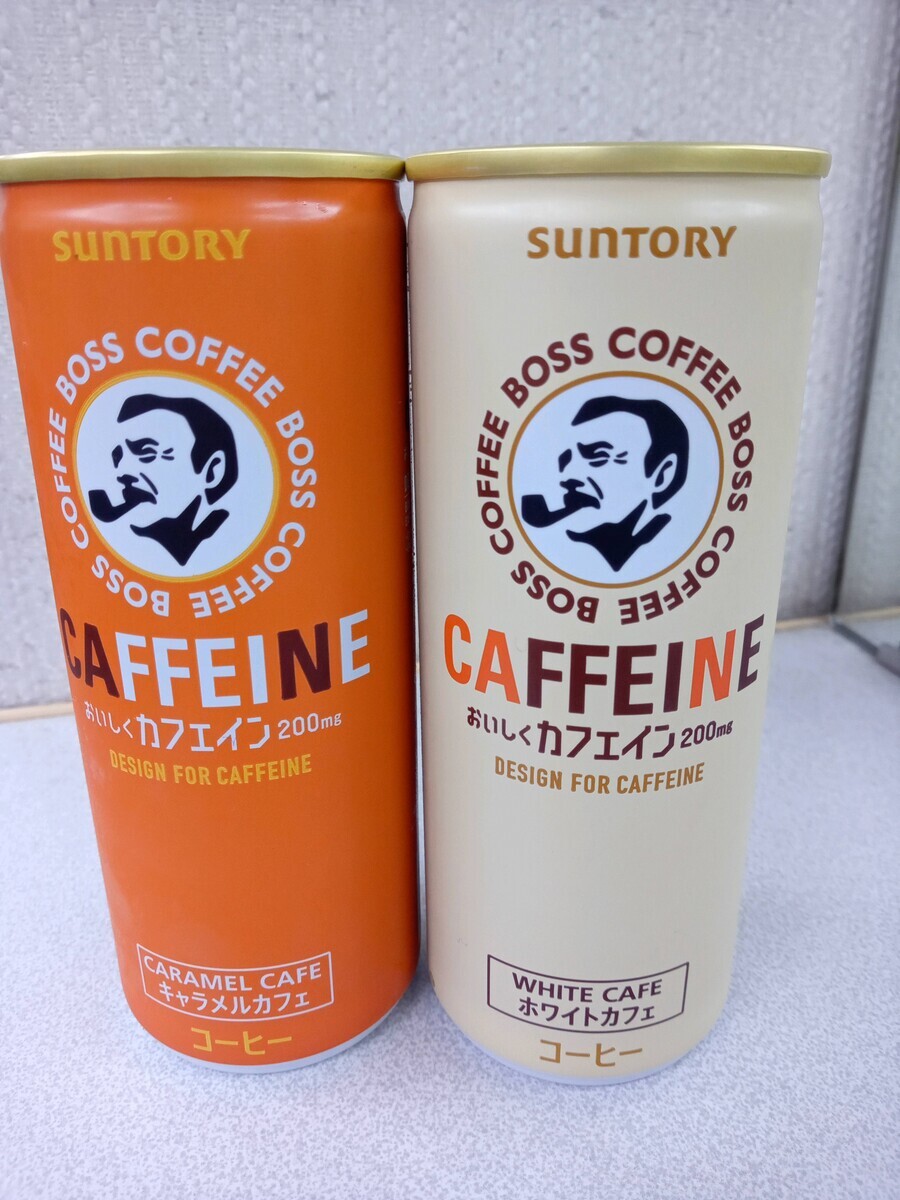 SUNTORY
BOSS COFFEE BOSS COFFEE BOSS COFFEE
CAFFEINE
おいしくカフェイン200mg
DESIGN FOR CAFFEINE
CARAMEL CAFE
キャラメルカフェ
コーヒー
SUNTORY
BOSS COFFEE BOSS COFFEE BOSS COFFEE
CAFFEINE
おいしくカフェイン200mg
DESIGN FOR CAFFEINE
WHITE CAFE
ホワイトカフェ
コーヒー